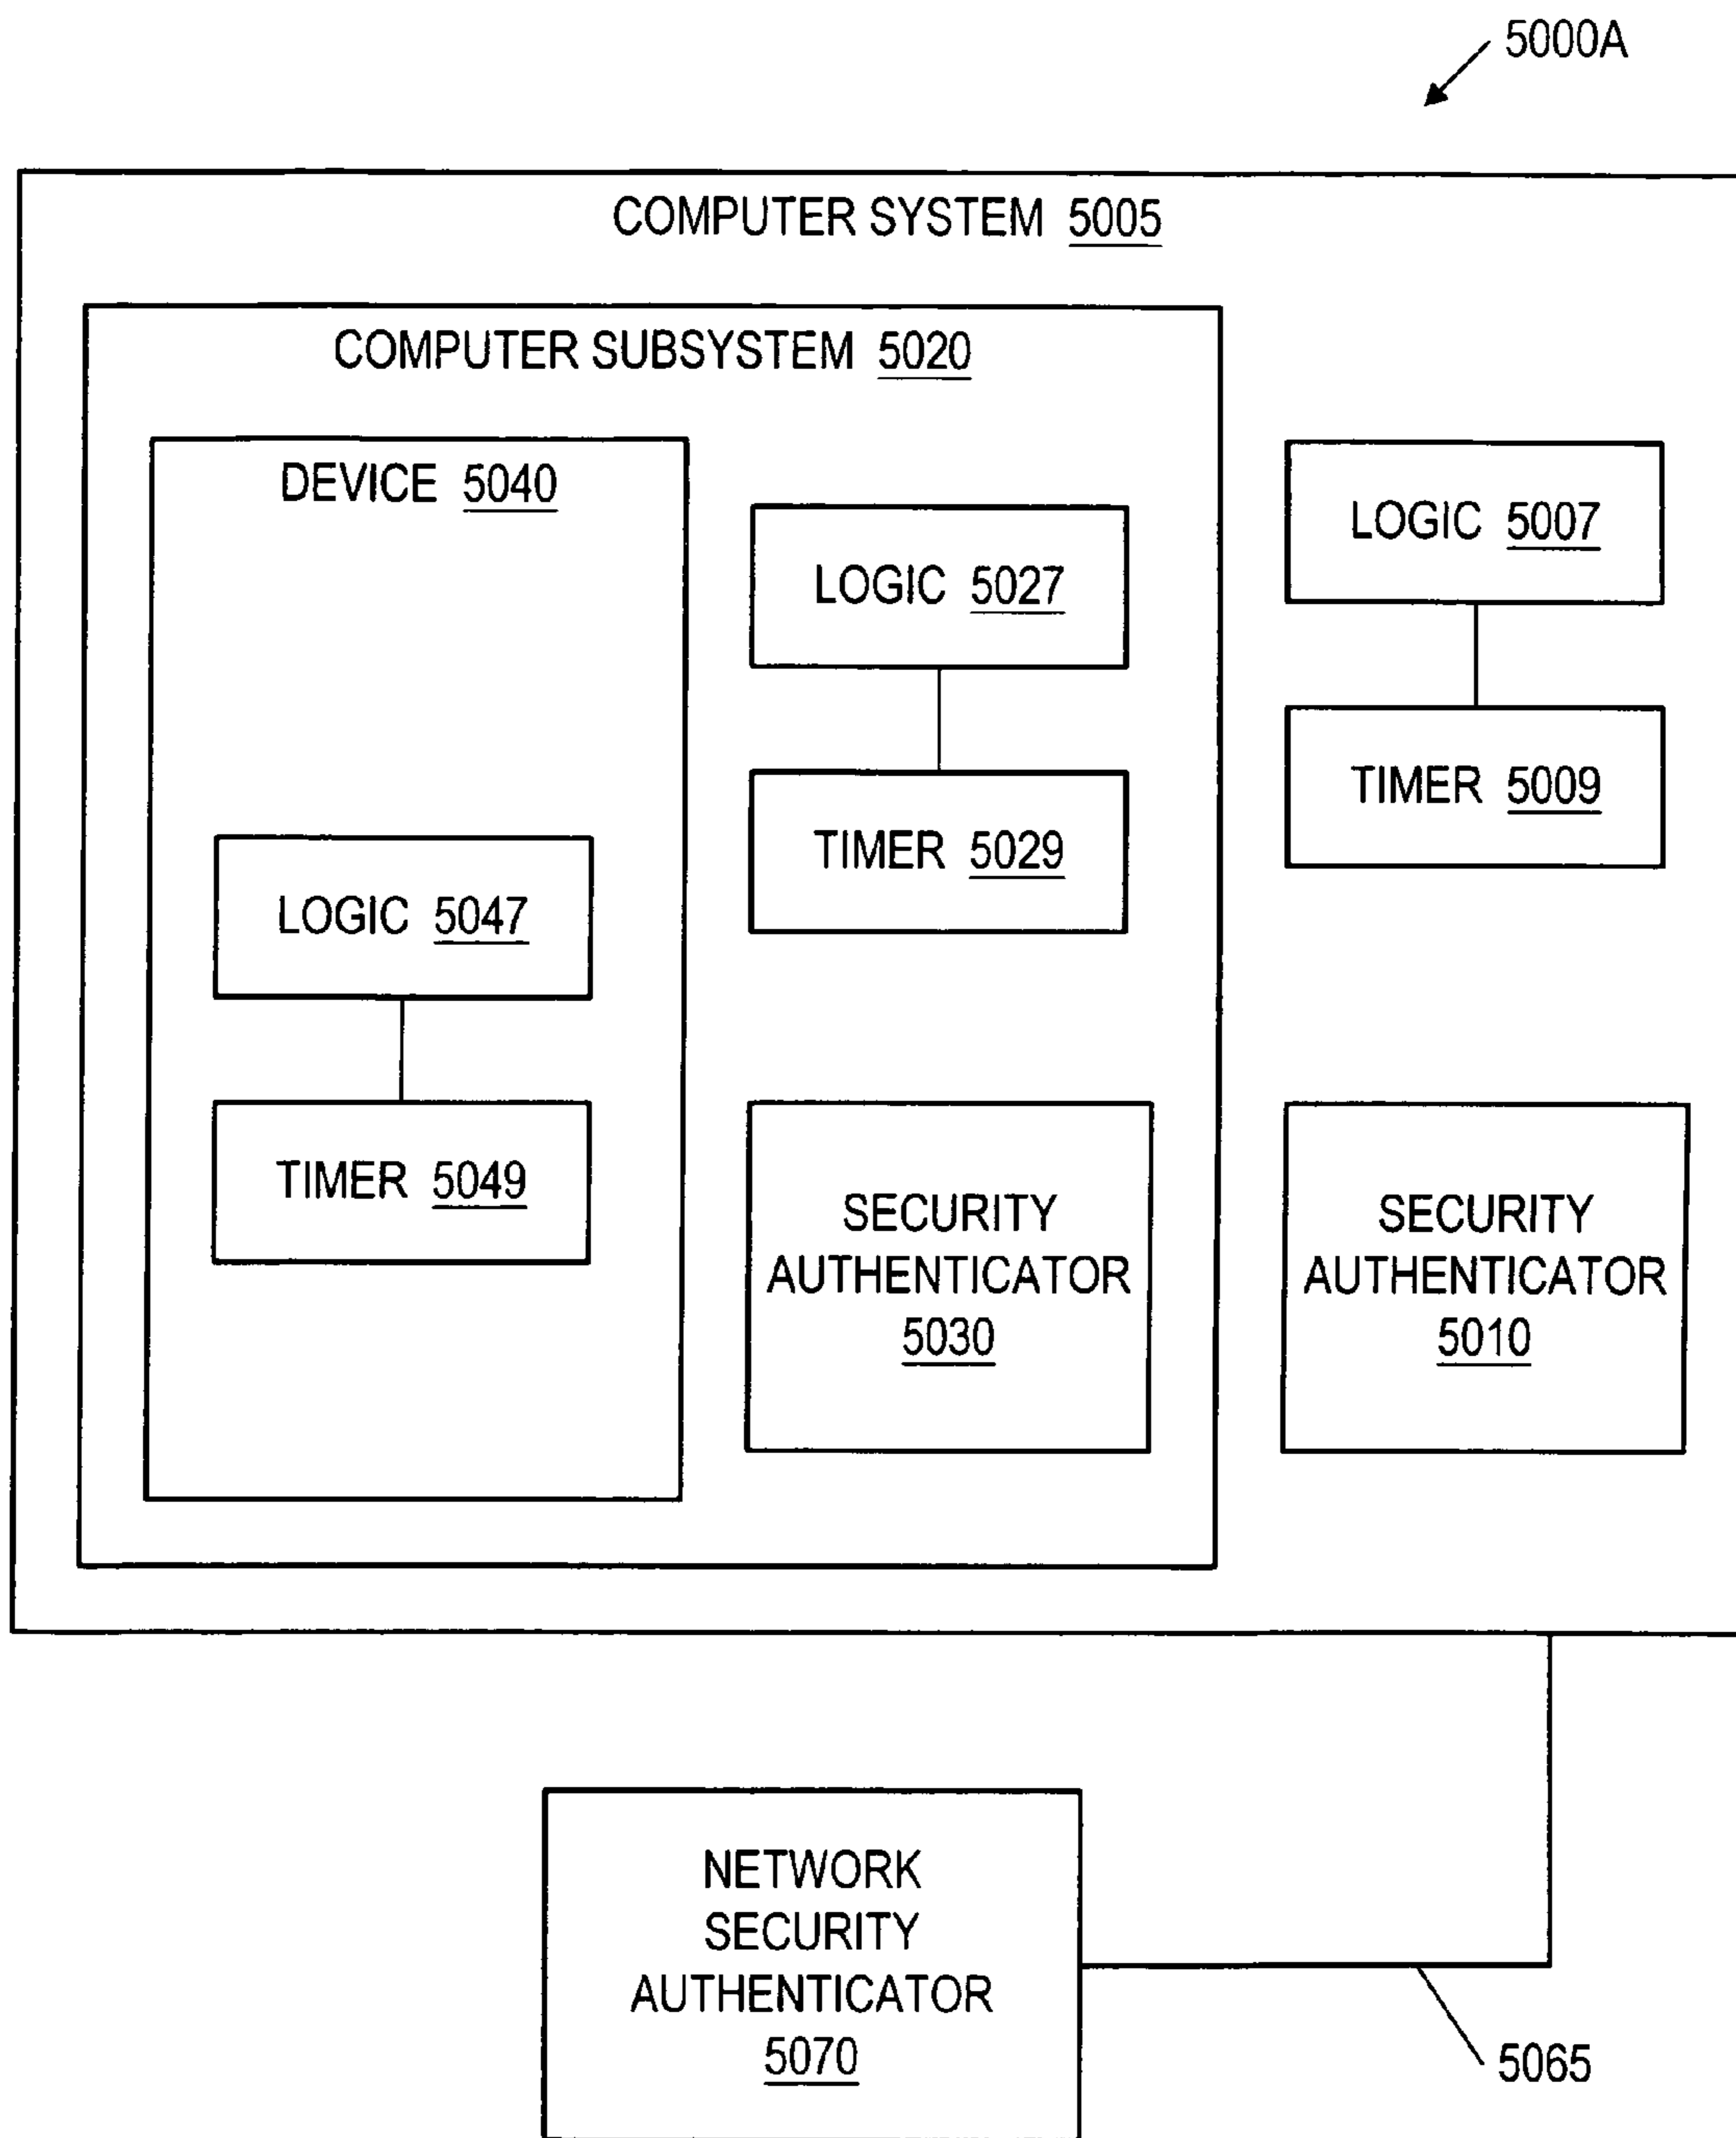 5000A
COMPUTER SYSTEM 5005
COMPUTER SUBSYSTEM 5020
DEVICE 5040
LOGIC 5007
LOGIC 5027
TIMER 5009
TIMER 5029
LOGIC 5047
TIMER 5049
SECURITY
AUTHENTICATOR
5030
SECURITY
AUTHENTICATOR
5010
NETWORK
SECURITY
AUTHENTICATOR
5070
5065